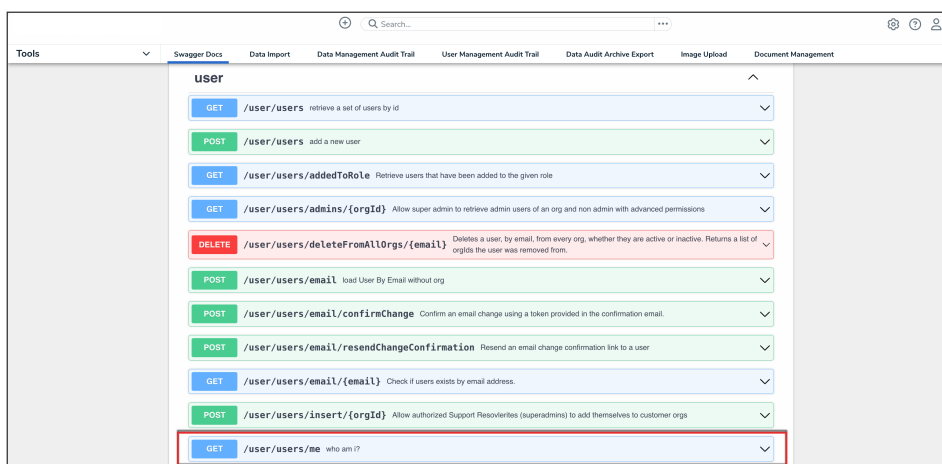 Search...
Tools
Swagger Docs Data Import Data Management Audit Trail User Management Audit Trail Data Audit Archive Export Image Upload Document Management
user
GET /user/users retrieve a set of users by id
POST /user/users add a new user
GET /user/users/addedToRole Retrieve users that have been added to the given role
GET /user/users/admins/{orgId} Allow super admin to retrieve admin users of an org and non admin with advanced permissions
DELETE /user/users/deleteFromAllOrgs/{email} Deletes a user, by email, from every org, whether they are active or inactive. Returns a list of
orgIds the user was removed from.
POST /user/users/email load User By Email without org
POST /user/users/email/confirmChange Confirm an email change using a token provided in the confirmation email.
POST /user/users/email/resendChangeConfirmation Resend an email change confirmation link to a user
GET /user/users/email/{email} Check if users exists by email address.
POST /user/users/insert/{orgId} Allow authorized Support Resovlerites (superadmins) to add themselves to customer orgs
GET /user/users/me who am i?